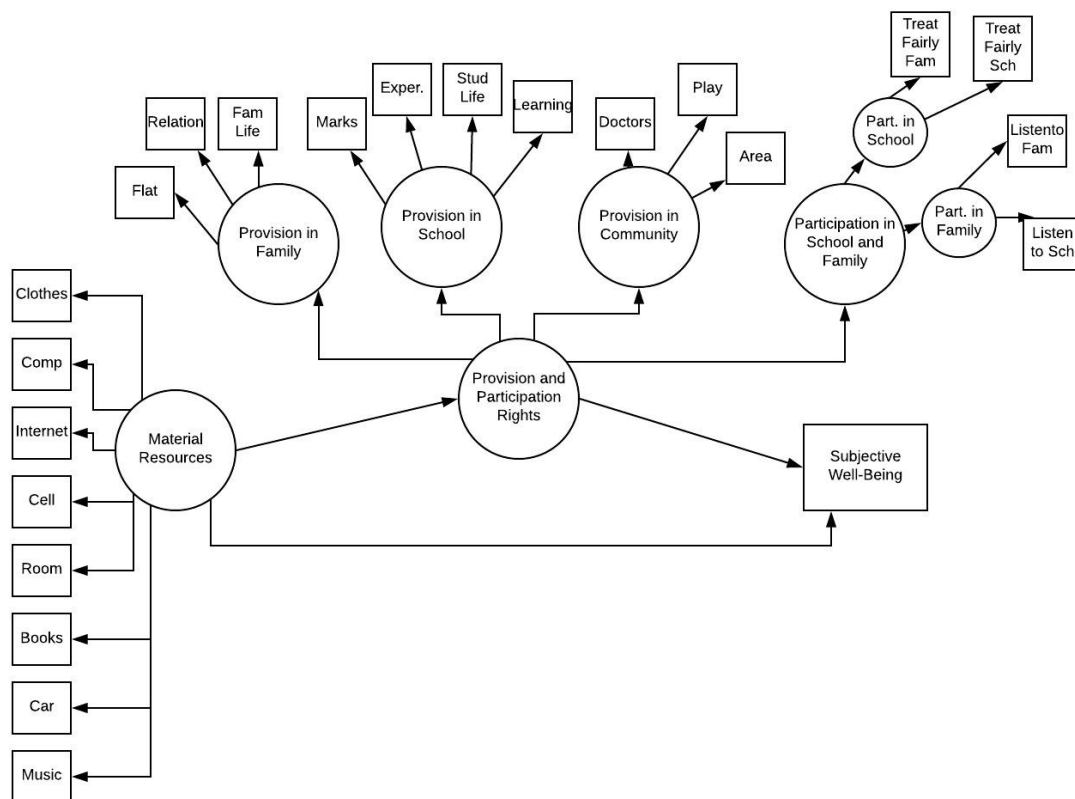 Treat
Fairly
Fam
Treat
Fairly
Sch
Relation
Fam
Life
Marks
Exper.
Stud
Life
Learning
Doctors
Play
Area
Part. in
School
Listento
Fam
Flat
Provision in
Family
Provision in
School
Provision in
Community
Participation in
School and
Family
Part. in
Family
Listen
to Sch
Clothes
Comp
Internet
Cell
Room
Books
Car
Music
Material
Resources
Provision and
Participation
Rights
Subjective
Well-Being